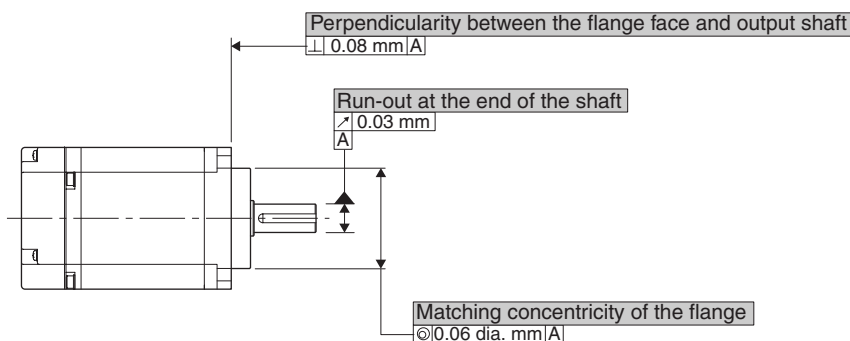 Perpendicularity between the flange face and output shaft
⊥ 0.08 mm A
Run-out at the end of the shaft
↗ 0.03 mm
A
Matching concentricity of the flange
◎ 0.06 dia. mm A